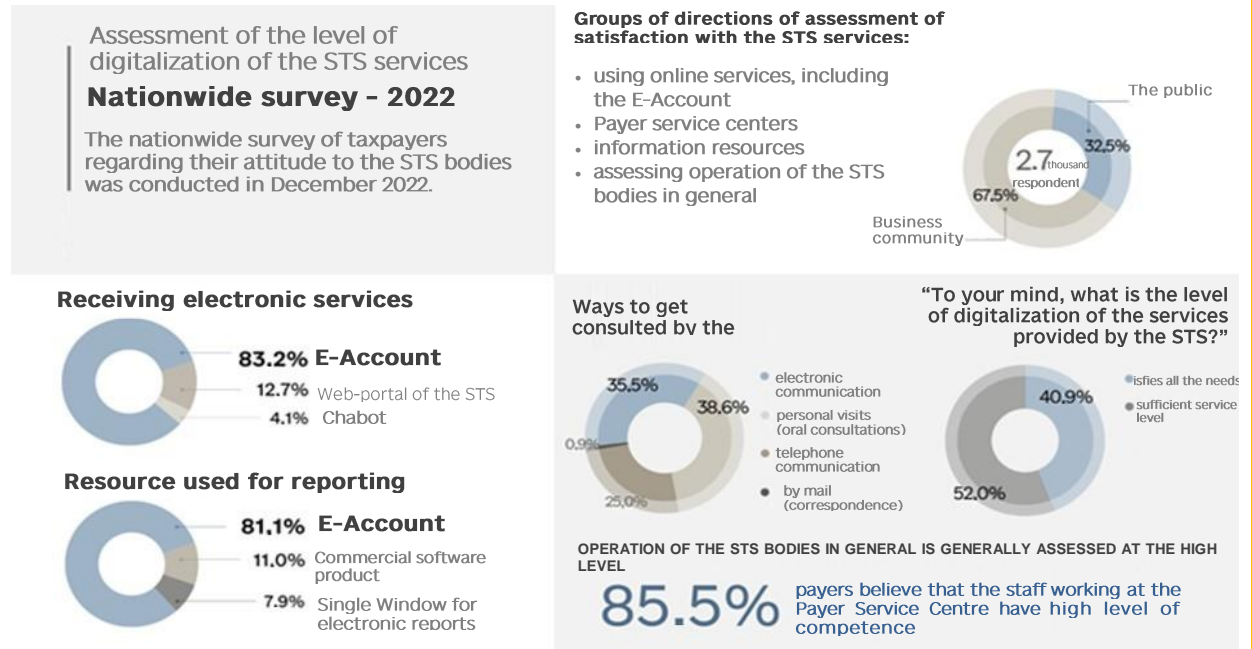 Assessment of the level of
digitalization of the STS services
Nationwide survey - 2022
The nationwide survey of taxpayers
regarding their attitude to the STS bodies
was conducted in December 2022.
Groups of directions of assessment of
satisfaction with the STS services:
• using online services, including
the E-Account
• Payer service centers
• information resources
• assessing operation of the STS
bodies in general
The public
32,5%
2.7 thousand
respondent
67.5%
Business
community
Receiving electronic services
83.2% E-Account
12.7% Web-portal of the STS
4.1% Chabot
Resource used for reporting
81,1% E-Account
11.0% Commercial software
product
7.9% Single Window for
electronic reports
Ways to get
consulted by the
35,5%
38.6%
0,9%
25,0%
electronic
communication
personal visits
(oral consultations)
telephone
communication
by mail
(correspondence)
“To your mind, what is the level
of digitalization of the services
provided by the STS?”
40.9%
52.0%
isfies all the needs
sufficient service
level
OPERATION OF THE STS BODIES IN GENERAL IS GENERALLY ASSESSED AT THE HIGH
LEVEL
85.5%
payers believe that the staff working at the
Payer Service Centre have high level of
competence